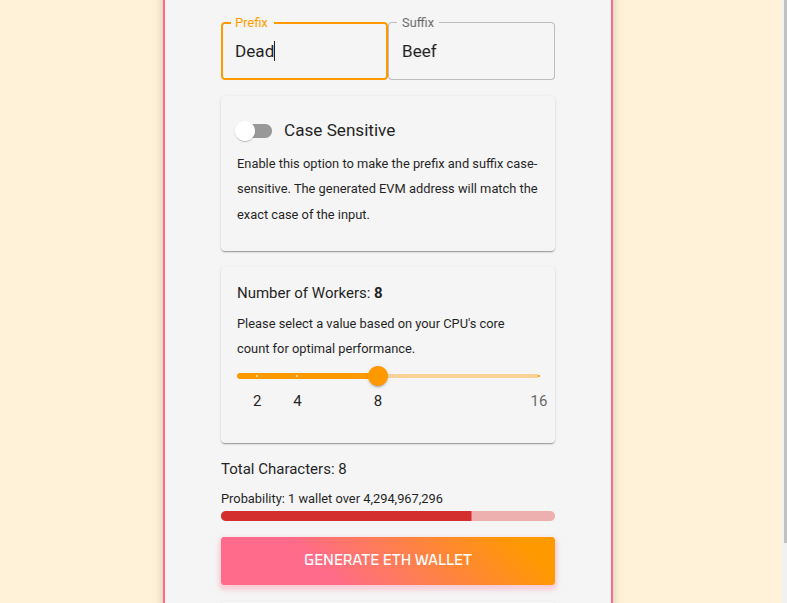 Prefix Suffix
Dead Beef
Case Sensitive
Enable this option to make the prefix and suffix case-
sensitive. The generated EVM address will match the
exact case of the input.
Number of Workers: 8
Please select a value based on your CPU's core
count for optimal performance.
2 4 8 16
Total Characters: 8
Probability: 1 wallet over 4,294,967,296
GENERATE ETH WALLET